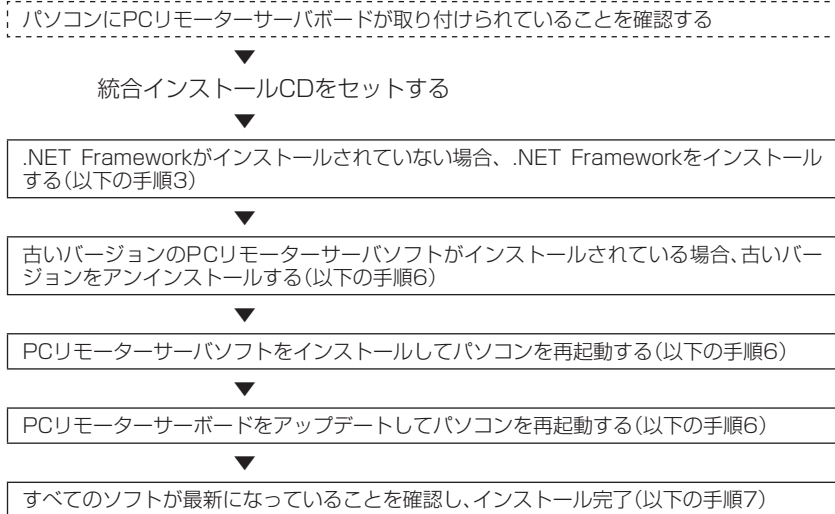 パソコンにPCリモーターサーバボードが取り付けられていることを確認する
▼
統合インストールCDをセットする
▼
.NET Frameworkがインストールされていない場合、.NET Frameworkをインストール
する(以下の手順3)
▼
古いバージョンのPCリモーターサーバソフトがインストールされている場合、古いバー
ジョンをアンインストールする(以下の手順6)
▼
PCリモーターサーバソフトをインストールしてパソコンを再起動する(以下の手順6)
▼
PCリモーターサーボードをアップデートしてパソコンを再起動する(以下の手順6)
▼
すべてのソフトが最新になっていることを確認し、インストール完了(以下の手順7)